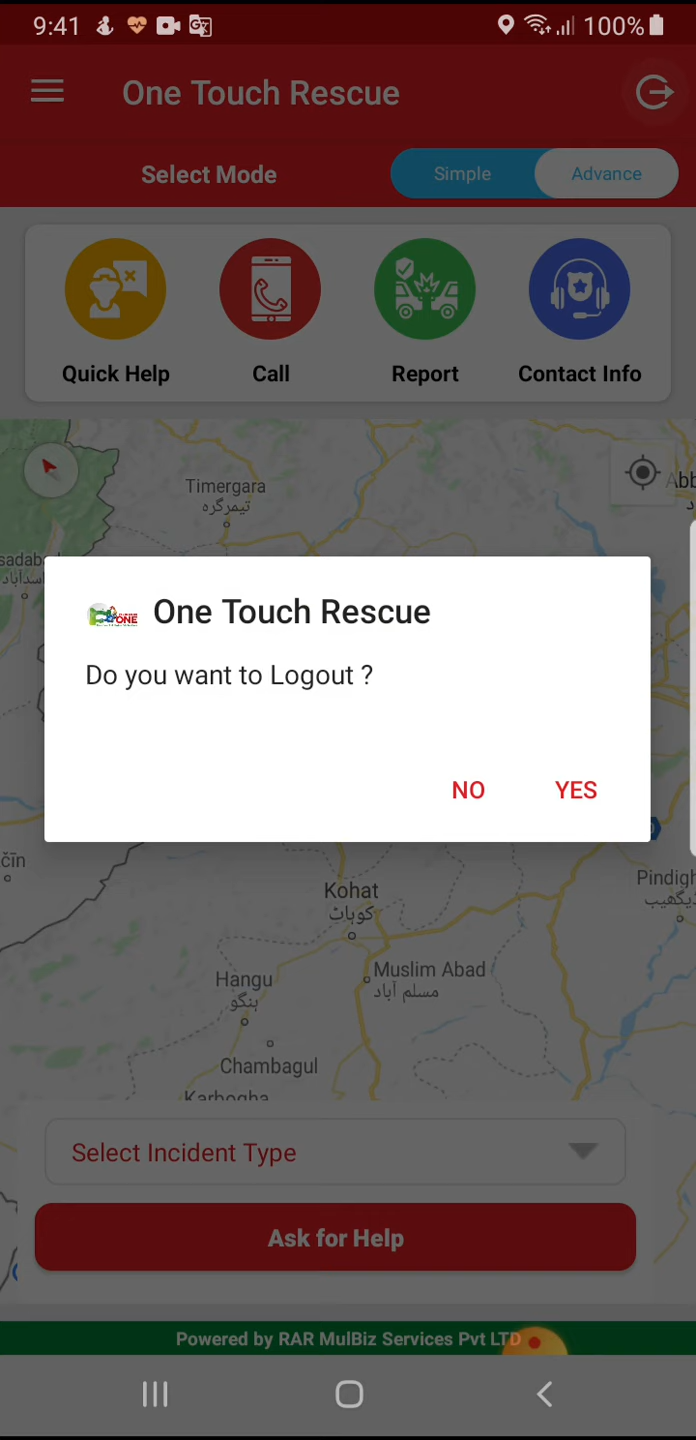 9:41
100%
One Touch Rescue
Select Mode
Simple
Advance
Quick Help
Call
Report
Contact Info
Timergara
تیمرگرہ
One Touch Rescue
Do you want to Logout ?
NO
YES
Kohat
کوہاٹ
Muslim Abad
مسلم آباد
Hangu
ہنگو
Chambagul
Karbogha
Select Incident Type
Ask for Help
Powered by RAR MulBiz Services Pvt LTD